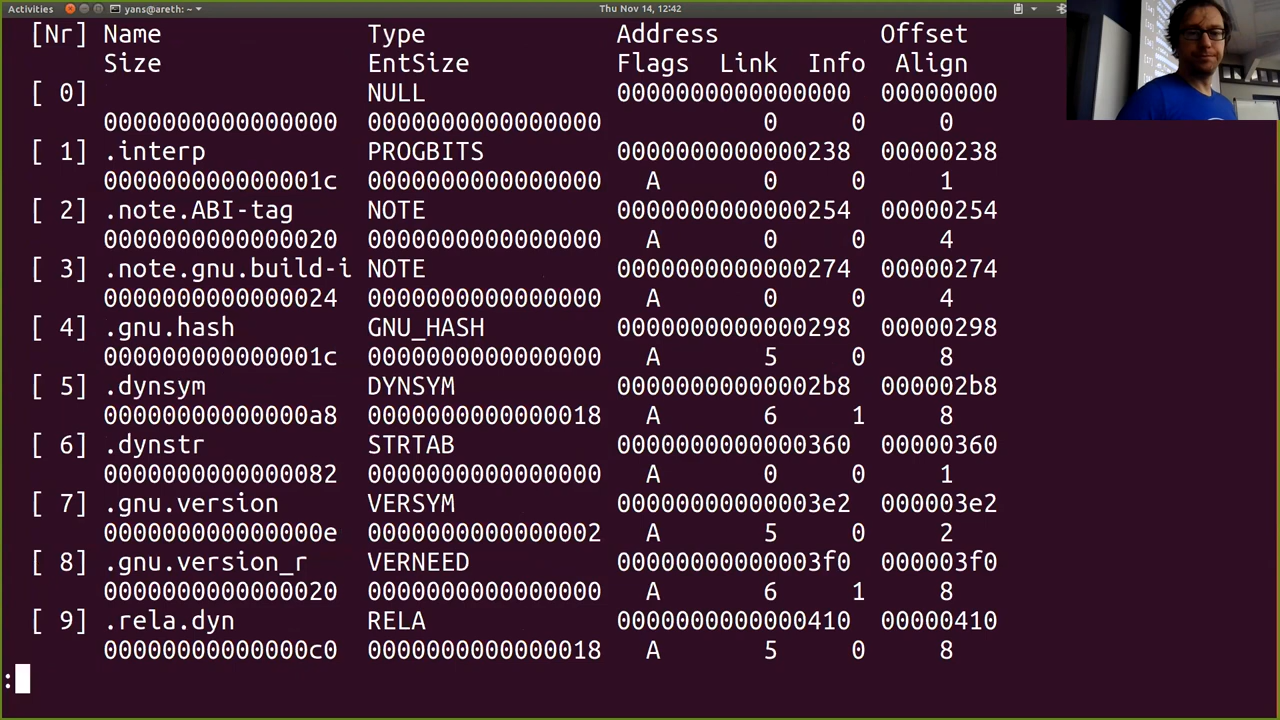 Activities yans@areth: ~ Thu Nov 14, 12:42
[Nr] Name Type Address Offset
Size EntSize Flags Link Info Align
[ 0] NULL 0000000000000000 00000000
0000000000000000 0000000000000000 0 0 0
[ 1] .interp PROGBITS 0000000000000238 00000238
000000000000001c 0000000000000000 A 0 0 1
[ 2] .note.ABI-tag NOTE 0000000000000254 00000254
0000000000000020 0000000000000000 A 0 0 4
[ 3] .note.gnu.build-i NOTE 0000000000000274 00000274
0000000000000024 0000000000000000 A 0 0 4
[ 4] .gnu.hash GNU_HASH 0000000000000298 00000298
000000000000001c 0000000000000000 A 5 0 8
[ 5] .dynsym DYNSYM 00000000000002b8 000002b8
00000000000000a8 0000000000000018 A 6 1 8
[ 6] .dynstr STRTAB 0000000000000360 00000360
0000000000000082 0000000000000000 A 0 0 1
[ 7] .gnu.version VERSYM 00000000000003e2 000003e2
000000000000000e 0000000000000002 A 5 0 2
[ 8] .gnu.version_r VERNEED 00000000000003f0 000003f0
0000000000000020 0000000000000000 A 6 1 8
[ 9] .rela.dyn RELA 0000000000000410 00000410
00000000000000c0 0000000000000018 A 5 0 8
: